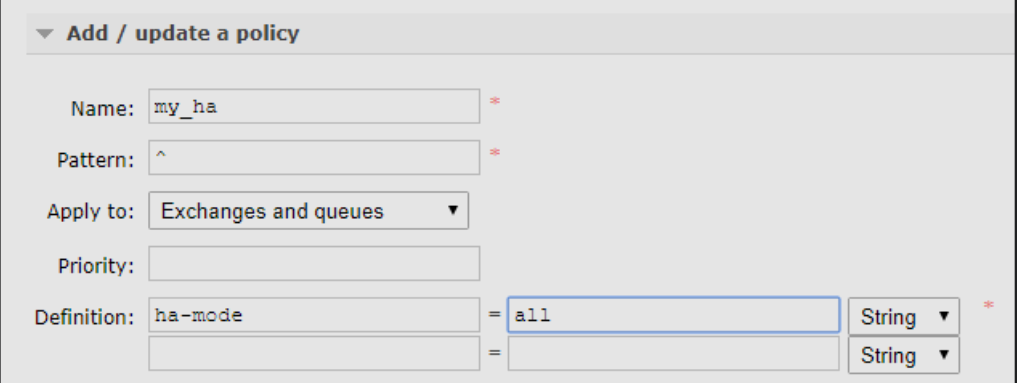 Add / update a policy
Name: my_ha *
Pattern: ^ *
Apply to: Exchanges and queues
Priority:
Definition: ha-mode = all String *
= String